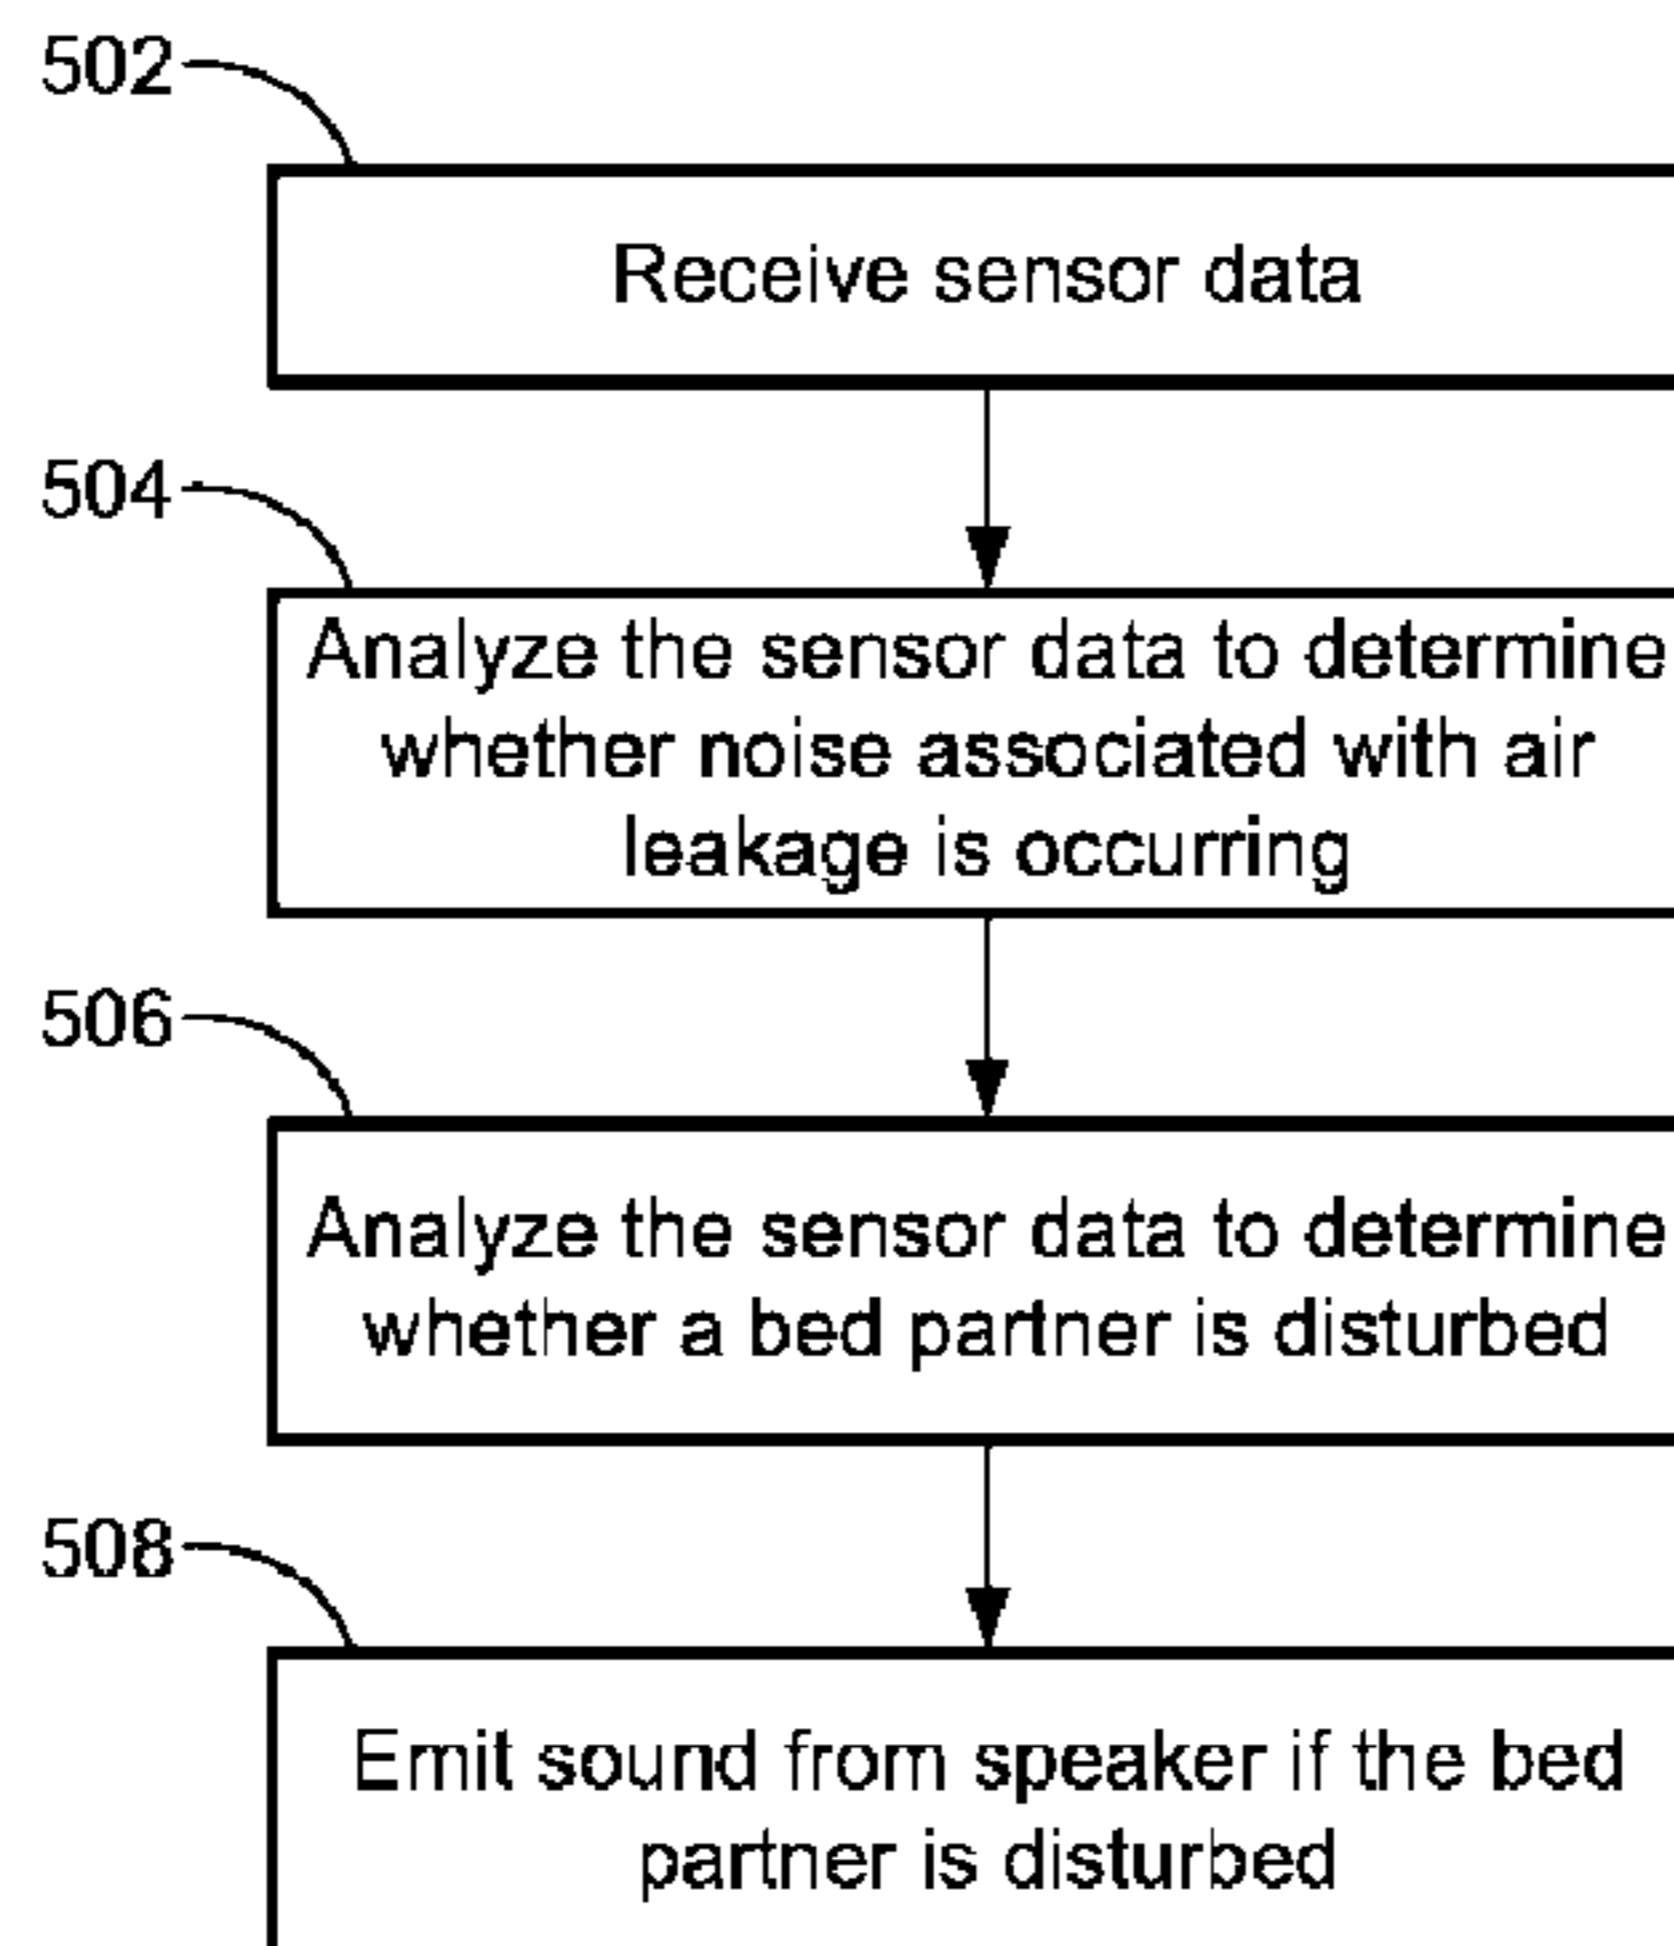 502
Receive sensor data
504
Analyze the sensor data to determine
whether noise associated with air
leakage is occurring
506
Analyze the sensor data to determine
whether a bed partner is disturbed
508
Emit sound from speaker if the bed
partner is disturbed